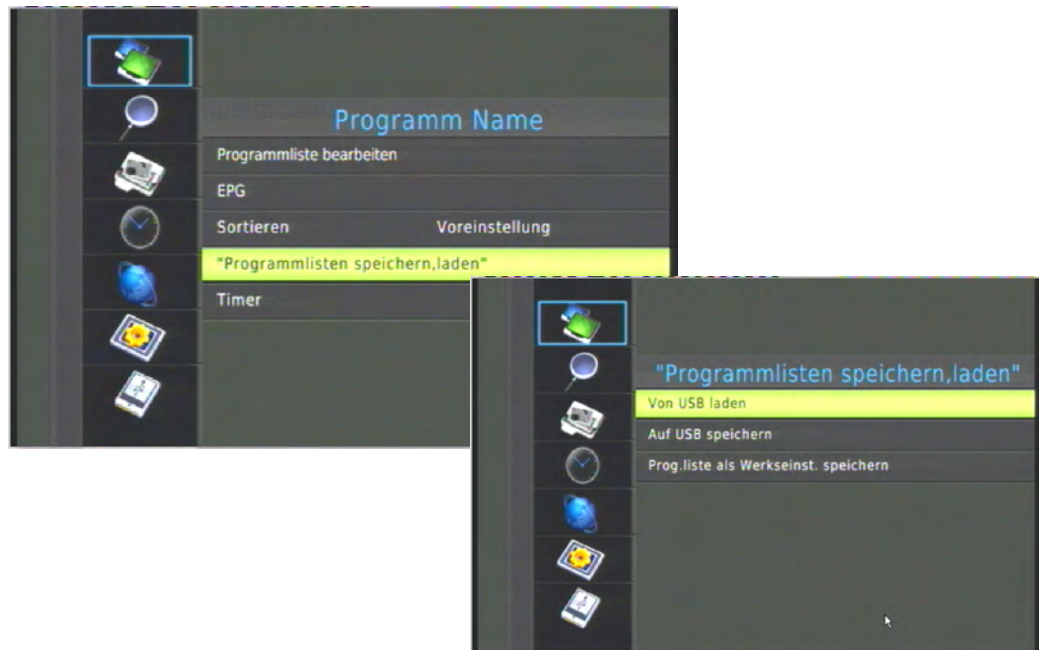 Programm Name
Programmliste bearbeiten
EPG
Sortieren Voreinstellung
"Programmlisten speichern,laden"
Timer
"Programmlisten speichern,laden"
Von USB laden
Auf USB speichern
Prog.liste als Werkseinst. speichern